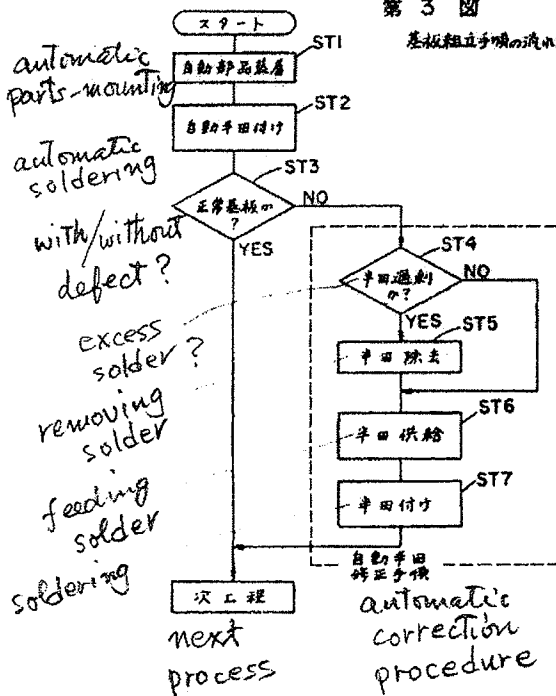 第3図
基板組立手順の流れ
スタート
ST1
自動部品装着
automatic
parts-mounting
ST2
自動半田付け
automatic
soldering
ST3
正常基板か
?
NO
YES
with/without
defect?
ST4
半田過剰
か?
NO
YES
excess
solder?
ST5
半田除去
removing
solder
ST6
半田供給
feeding
solder
ST7
半田付け
soldering
自動半田
修正手順
automatic
correction
procedure
次工程
next
process